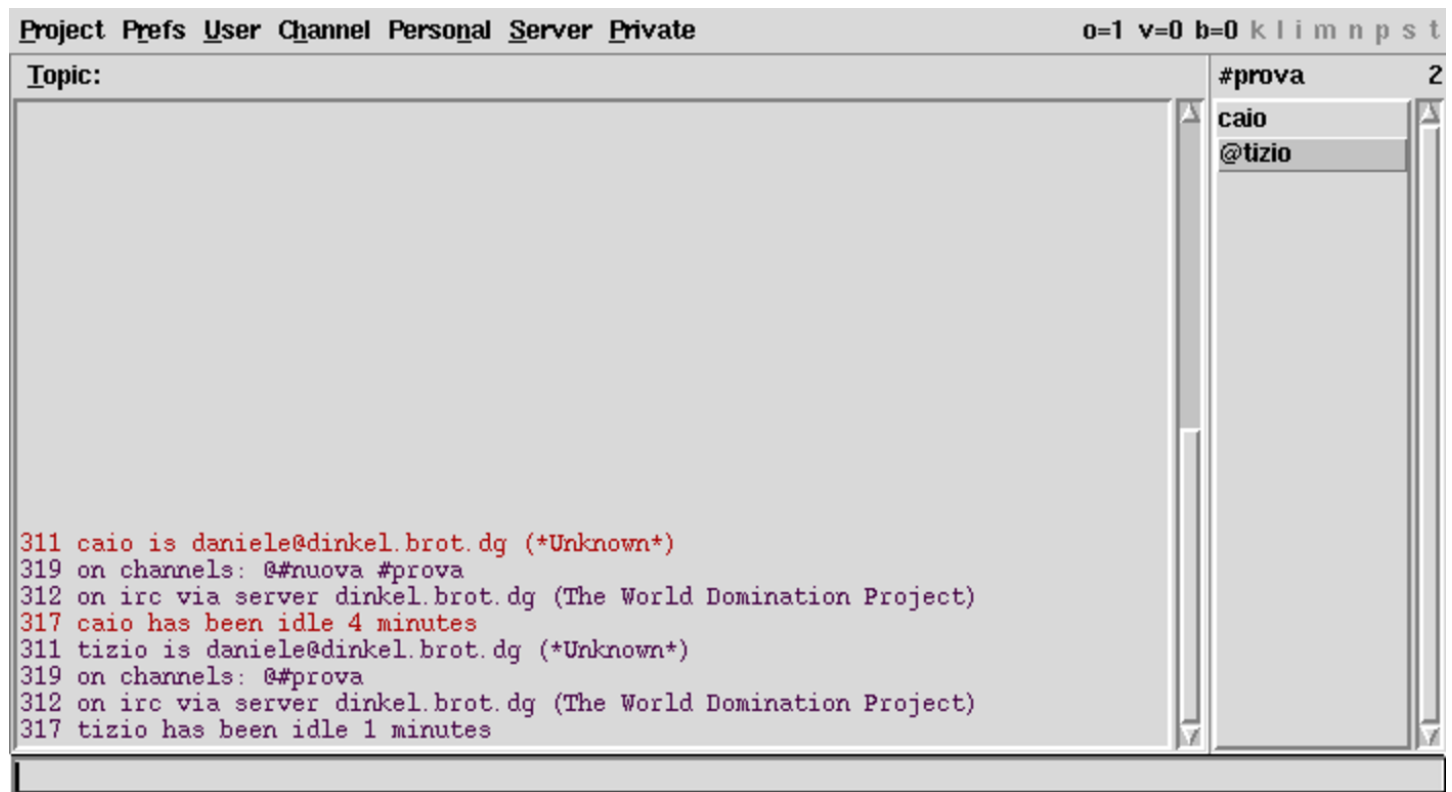 Project Prefs User Channel Personal Server Private o=1 v=0 b=0 k l i m n p s t
Topic: #prova 2
caio
@tizio
311 caio is daniele@dinkel.brot.dg (*Unknown*)
319 on channels: @#nuova #prova
312 on irc via server dinkel.brot.dg (The World Domination Project)
317 caio has been idle 4 minutes
311 tizio is daniele@dinkel.brot.dg (*Unknown*)
319 on channels: @#prova
312 on irc via server dinkel.brot.dg (The World Domination Project)
317 tizio has been idle 1 minutes